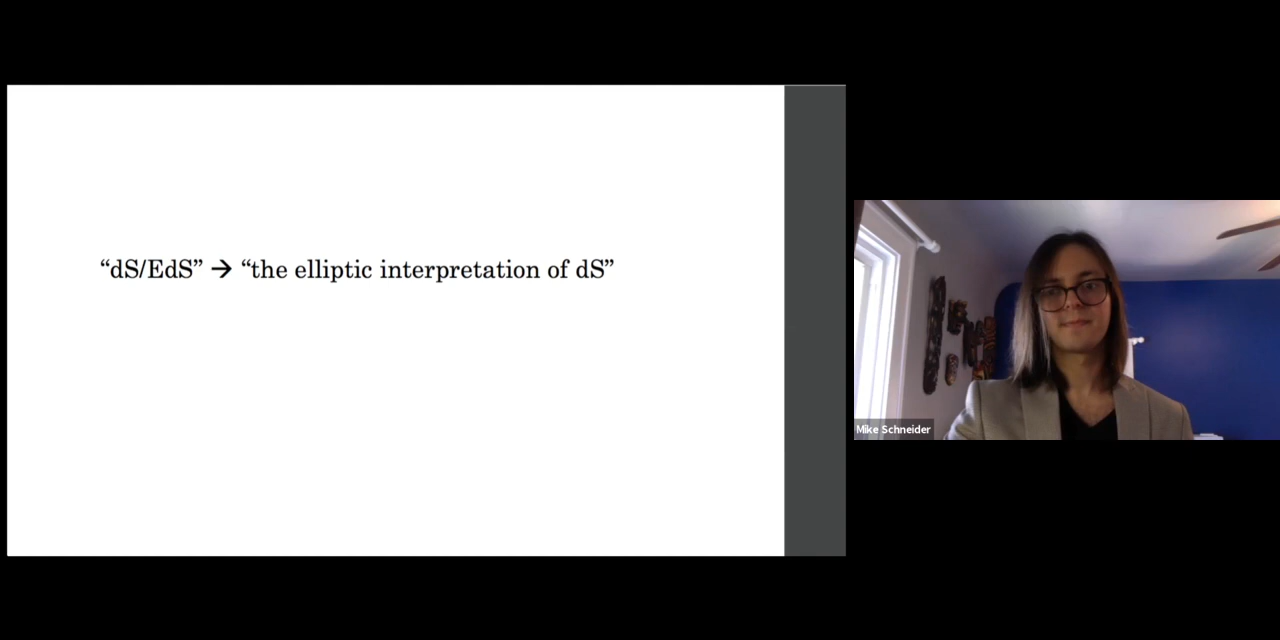 “dS/EdS” → “the elliptic interpretation of dS”
Mike Schneider